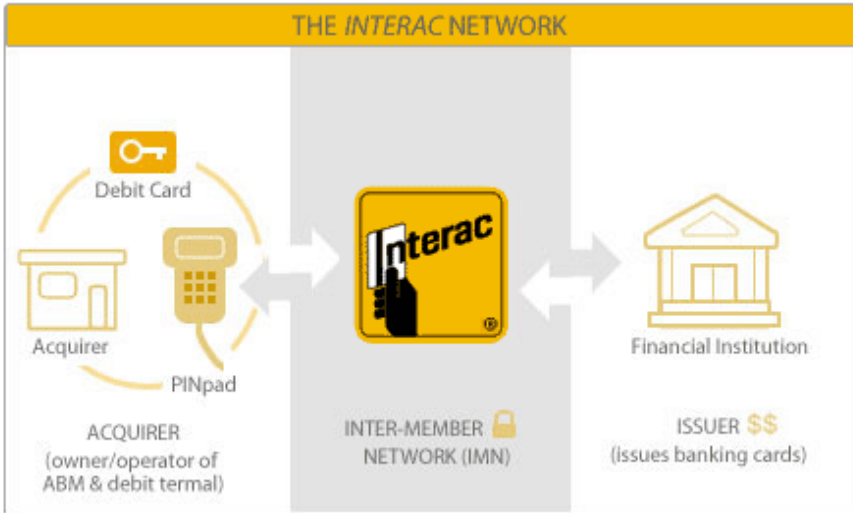 THE INTERAC NETWORK
Debit Card
Acquirer
PINpad
ACQUIRER
(owner/operator of
ABM & debit termal)
Interac
®
INTER-MEMBER
NETWORK (IMN)
Financial Institution
ISSUER $$
(issues banking cards)